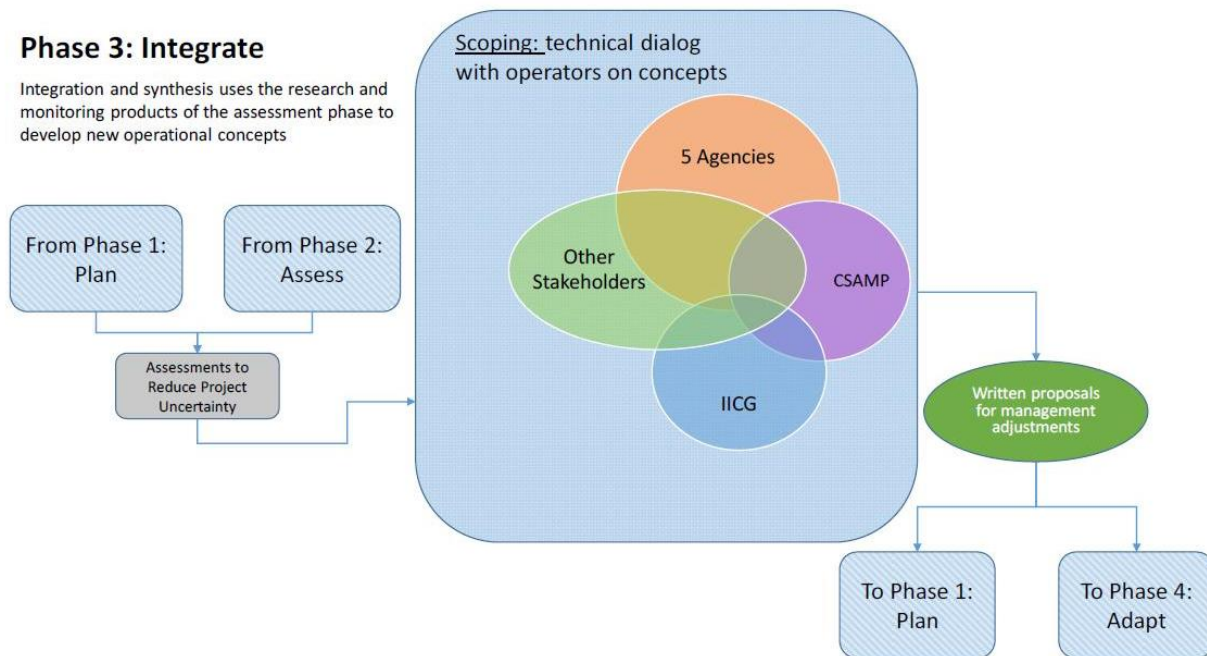 Phase 3: Integrate
Integration and synthesis uses the research and
monitoring products of the assessment phase to
develop new operational concepts
From Phase 1:
Plan
From Phase 2:
Assess
Assessments to
Reduce Project
Uncertainty
Scoping: technical dialog
with operators on concepts
5 Agencies
Other
Stakeholders
CSAMP
IICG
Written proposals
for management
adjustments
To Phase 1:
Plan
To Phase 4:
Adapt